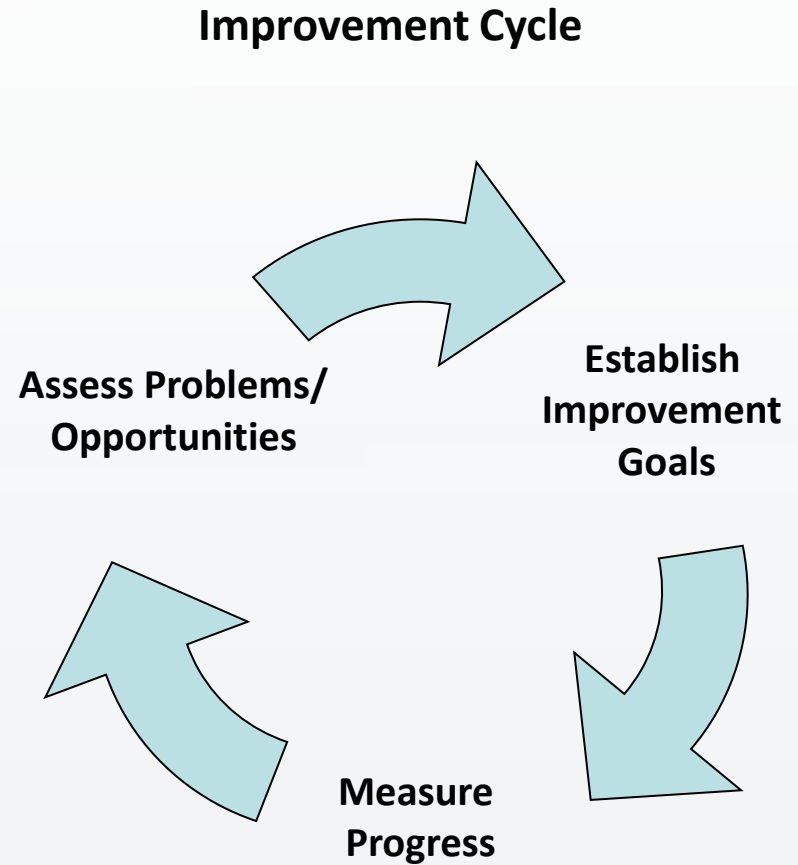 Improvement Cycle
Assess Problems/
Opportunities
Establish
Improvement
Goals
Measure
Progress